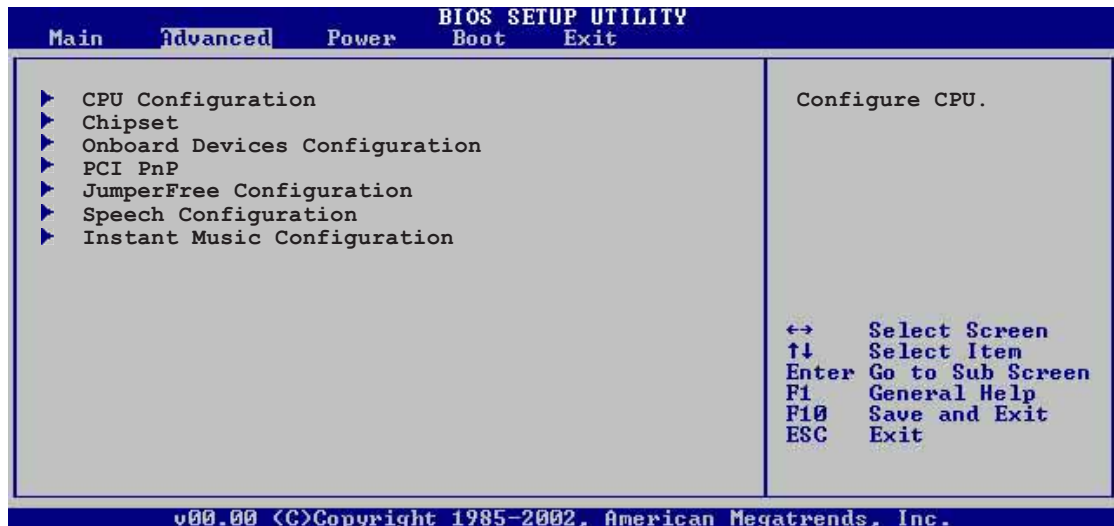 BIOS SETUP UTILITY
Main Advanced Power Boot Exit
CPU Configuration
Chipset
Onboard Devices Configuration
PCI PnP
JumperFree Configuration
Speech Configuration
Instant Music Configuration
Configure CPU.
←→ Select Screen
↑↓ Select Item
Enter Go to Sub Screen
F1 General Help
F10 Save and Exit
ESC Exit
v00.00 (C)Copyright 1985-2002, American Megatrends, Inc.